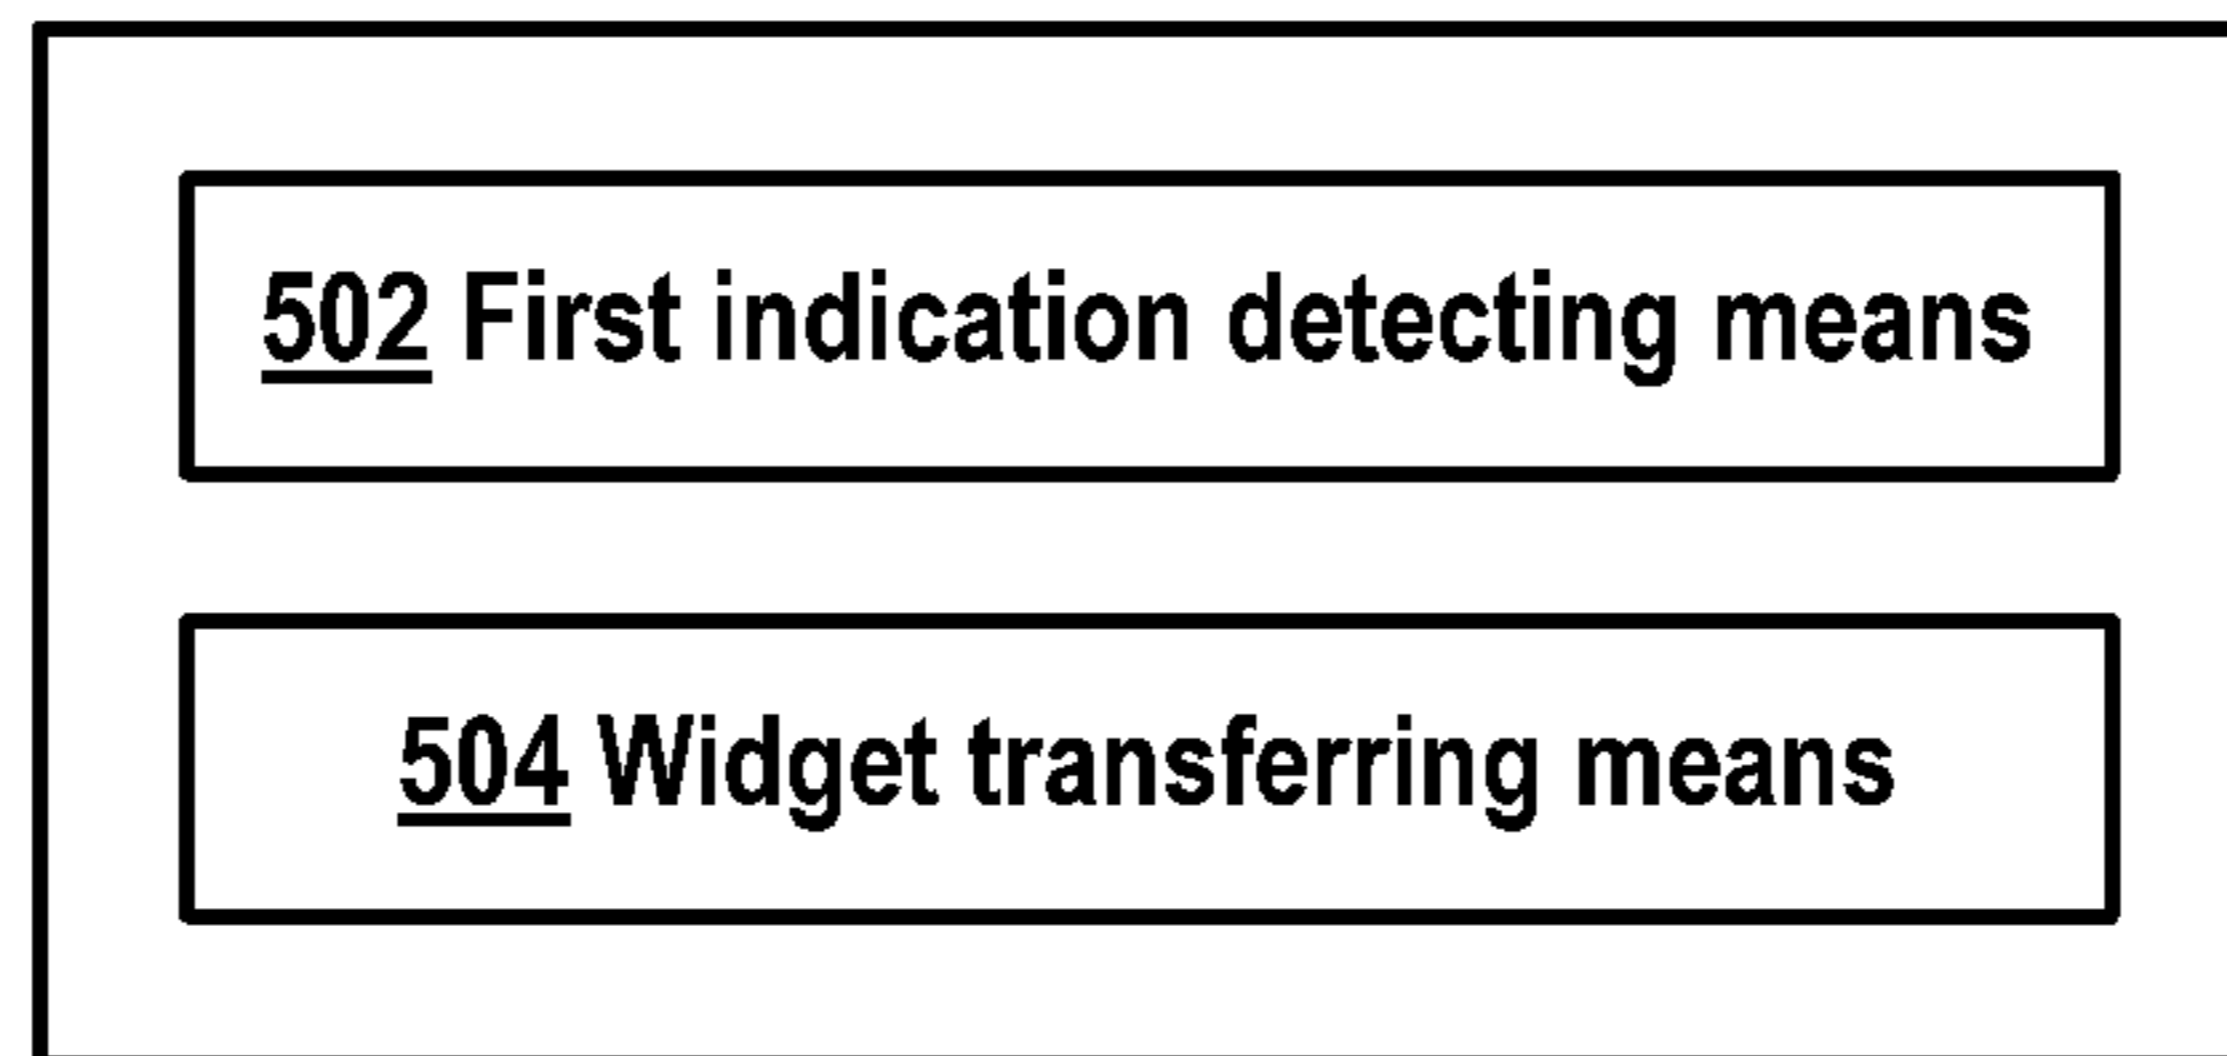 502 First indication detecting means
504 Widget transferring means